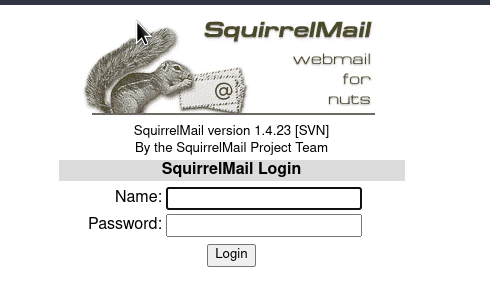 SquirrelMail
webmail
for
nuts
@
SquirrelMail version 1.4.23 [SVN]
By the SquirrelMail Project Team
SquirrelMail Login
Name:
Password:
Login